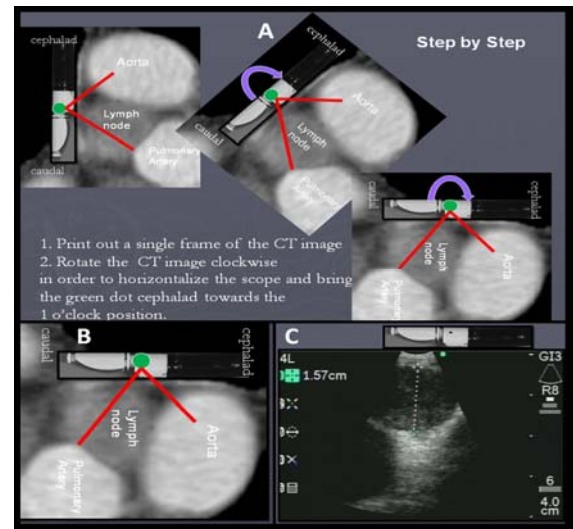 A
Step by Step
cephalad
Aorta
Lymph
node
Pulmonary
Artery
caudal
cephalad
Aorta
Lymph
node
Pulmonary
Artery
caudal
caudal
cephalad
Lymph
node
Aorta
Pulmonary
Artery
1. Print out a single frame of the CT image
2. Rotate the CT image clockwise
in order to horizontalize the scope and bring
the green dot cephalad towards the
1 o'clock position.
B
caudal
cephalad
Lymph
node
Aorta
Pulmonary
Artery
C
4L
1.57cm
GI3
R8
6
4.0
cm